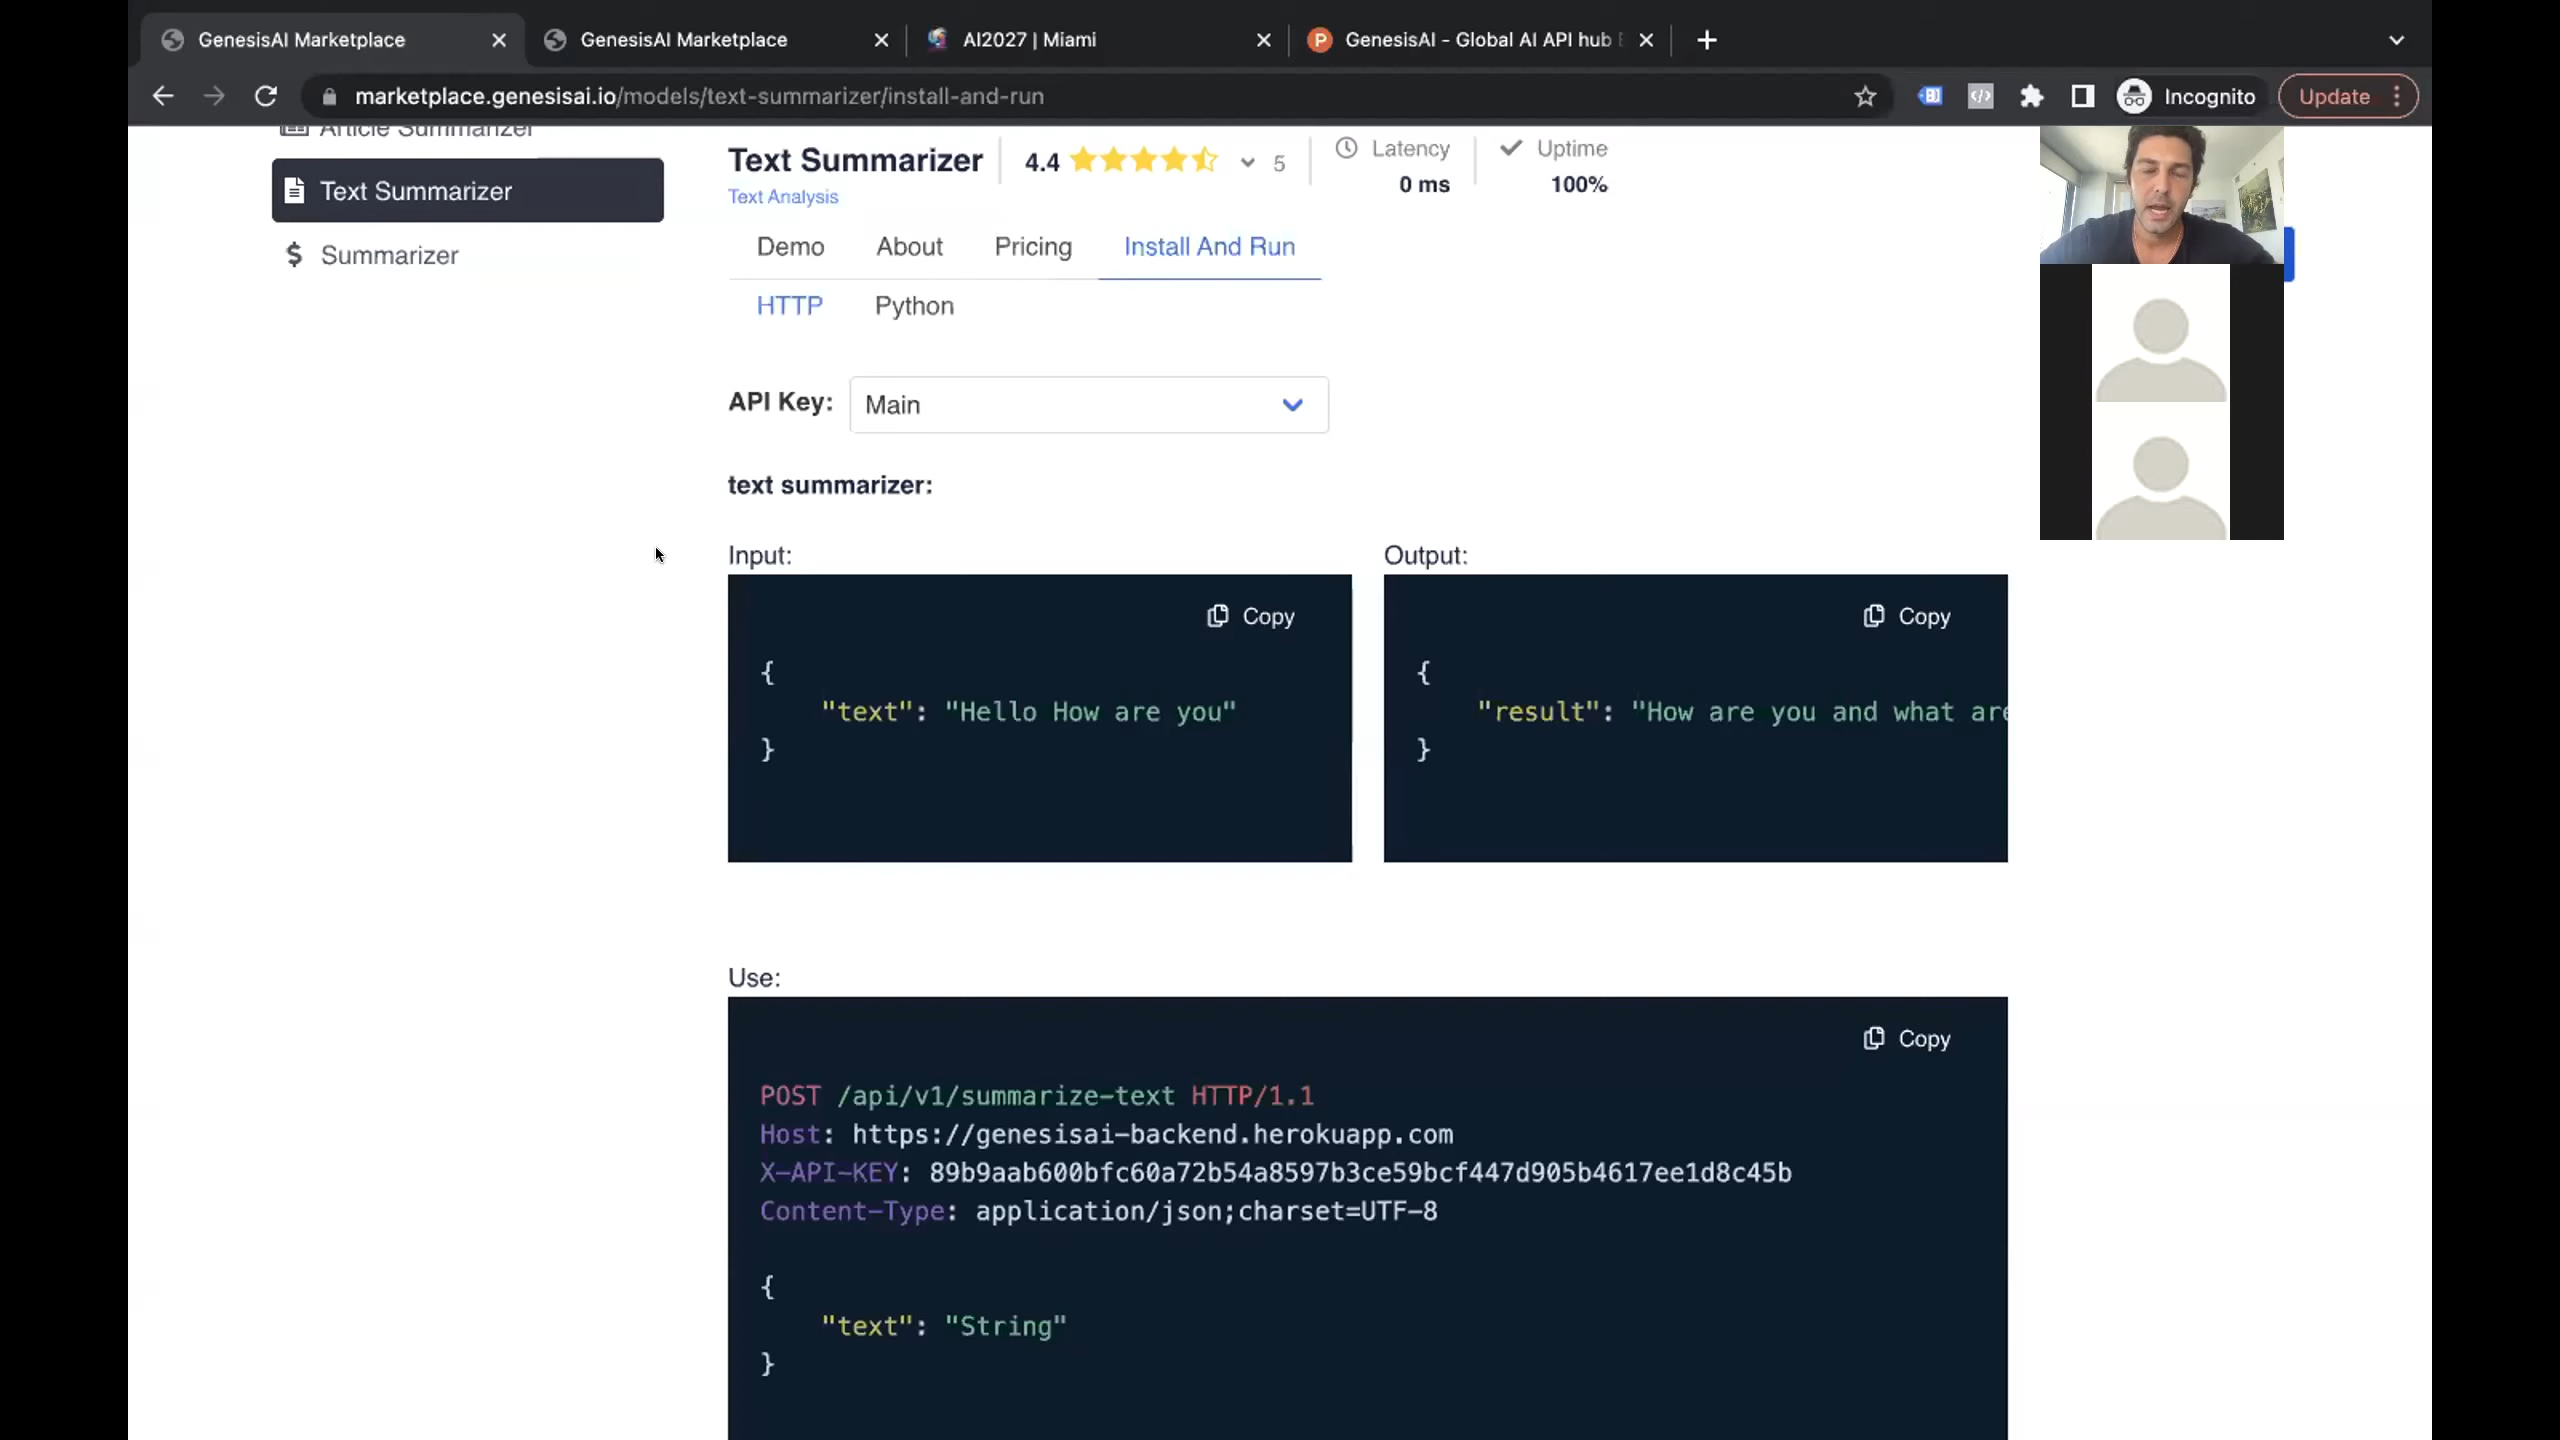 GenesisAI Marketplace
GenesisAI Marketplace
AI2027 | Miami
GenesisAI - Global AI API hub
marketplace.genesisai.io/models/text-summarizer/install-and-run
Incognito
Update
Article Summarizer
Text Summarizer
Summarizer
Text Summarizer
4.4
5
Latency
0 ms
Uptime
100%
Text Analysis
Demo
About
Pricing
Install And Run
HTTP
Python
API Key:
Main
text summarizer:
Input:
Copy
{
"text": "Hello How are you"
}
Output:
Copy
{
"result": "How are you and what are
}
Use:
Copy
POST /api/v1/summarize-text HTTP/1.1
Host: https://genesisai-backend.herokuapp.com
X-API-KEY: 89b9aab600bfc60a72b54a8597b3ce59bcf447d905b4617ee1d8c45b
Content-Type: application/json;charset=UTF-8
{
"text": "String"
}